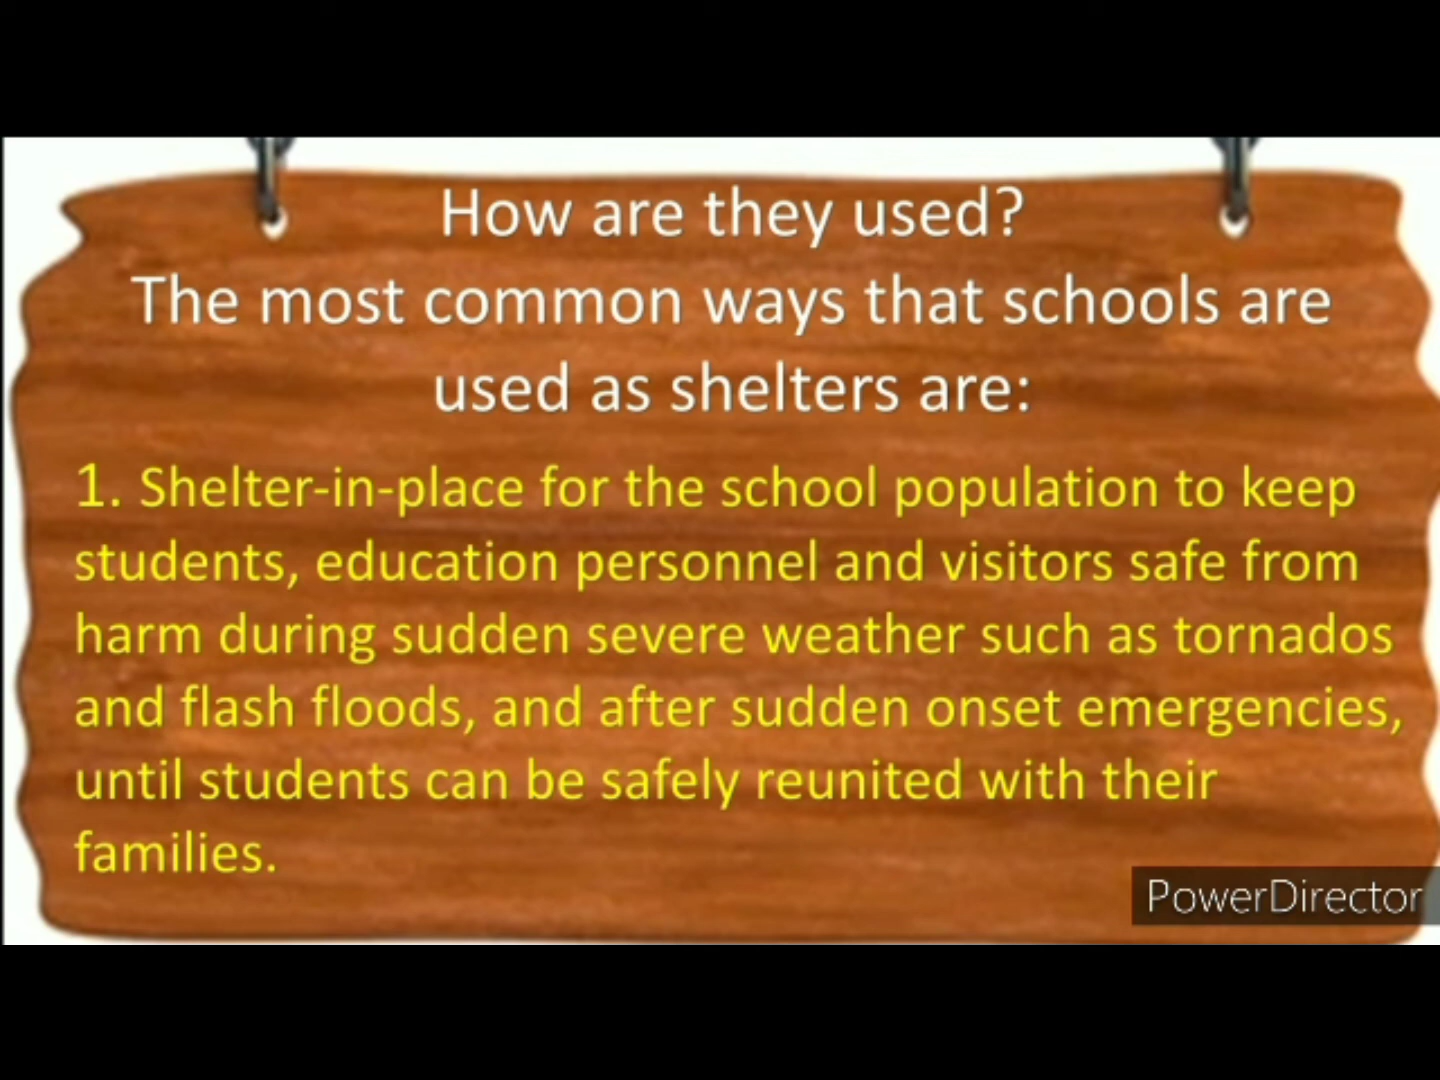 How are they used?
The most common ways that schools are
used as shelters are:
1. Shelter-in-place for the school population to keep
students, education personnel and visitors safe from
harm during sudden severe weather such as tornados
and flash floods, and after sudden onset emergencies,
until students can be safely reunited with their
families.
PowerDirector